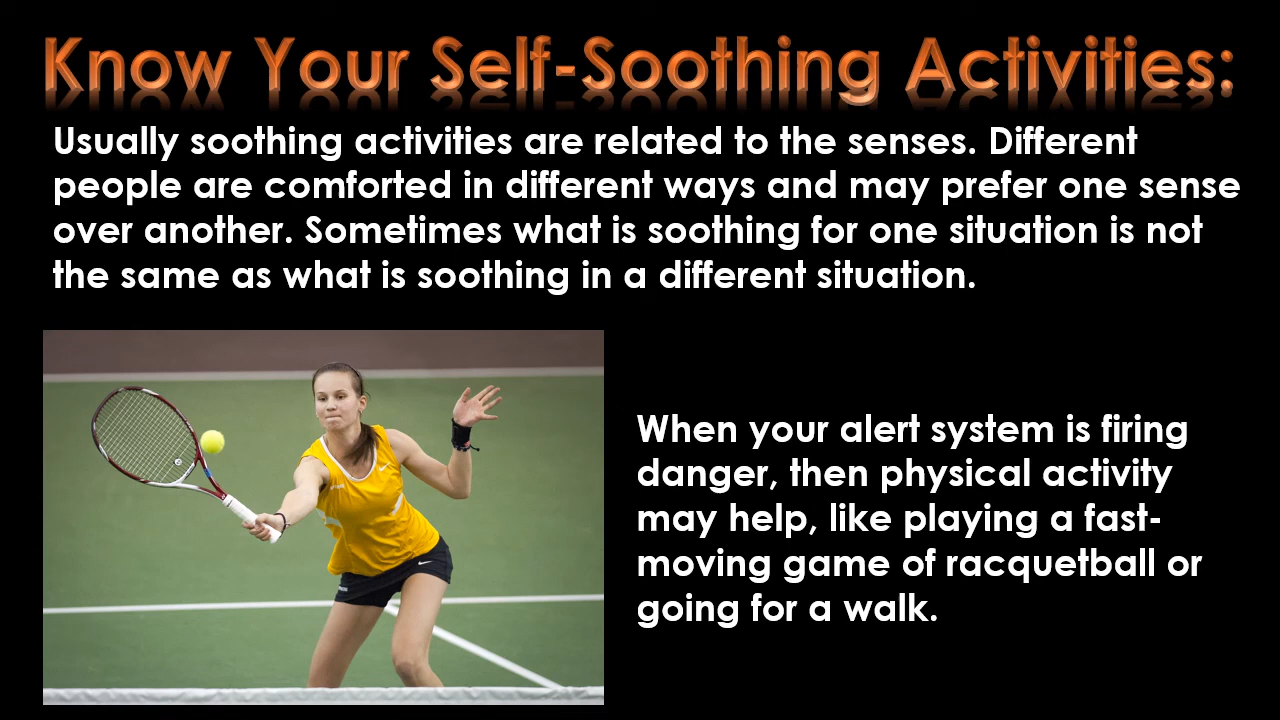 Know Your Self-Soothing Activities:
Usually soothing activities are related to the senses. Different
people are comforted in different ways and may prefer one sense
over another. Sometimes what is soothing for one situation is not
the same as what is soothing in a different situation.
When your alert system is firing
danger, then physical activity
may help, like playing a fast-
moving game of racquetball or
going for a walk.